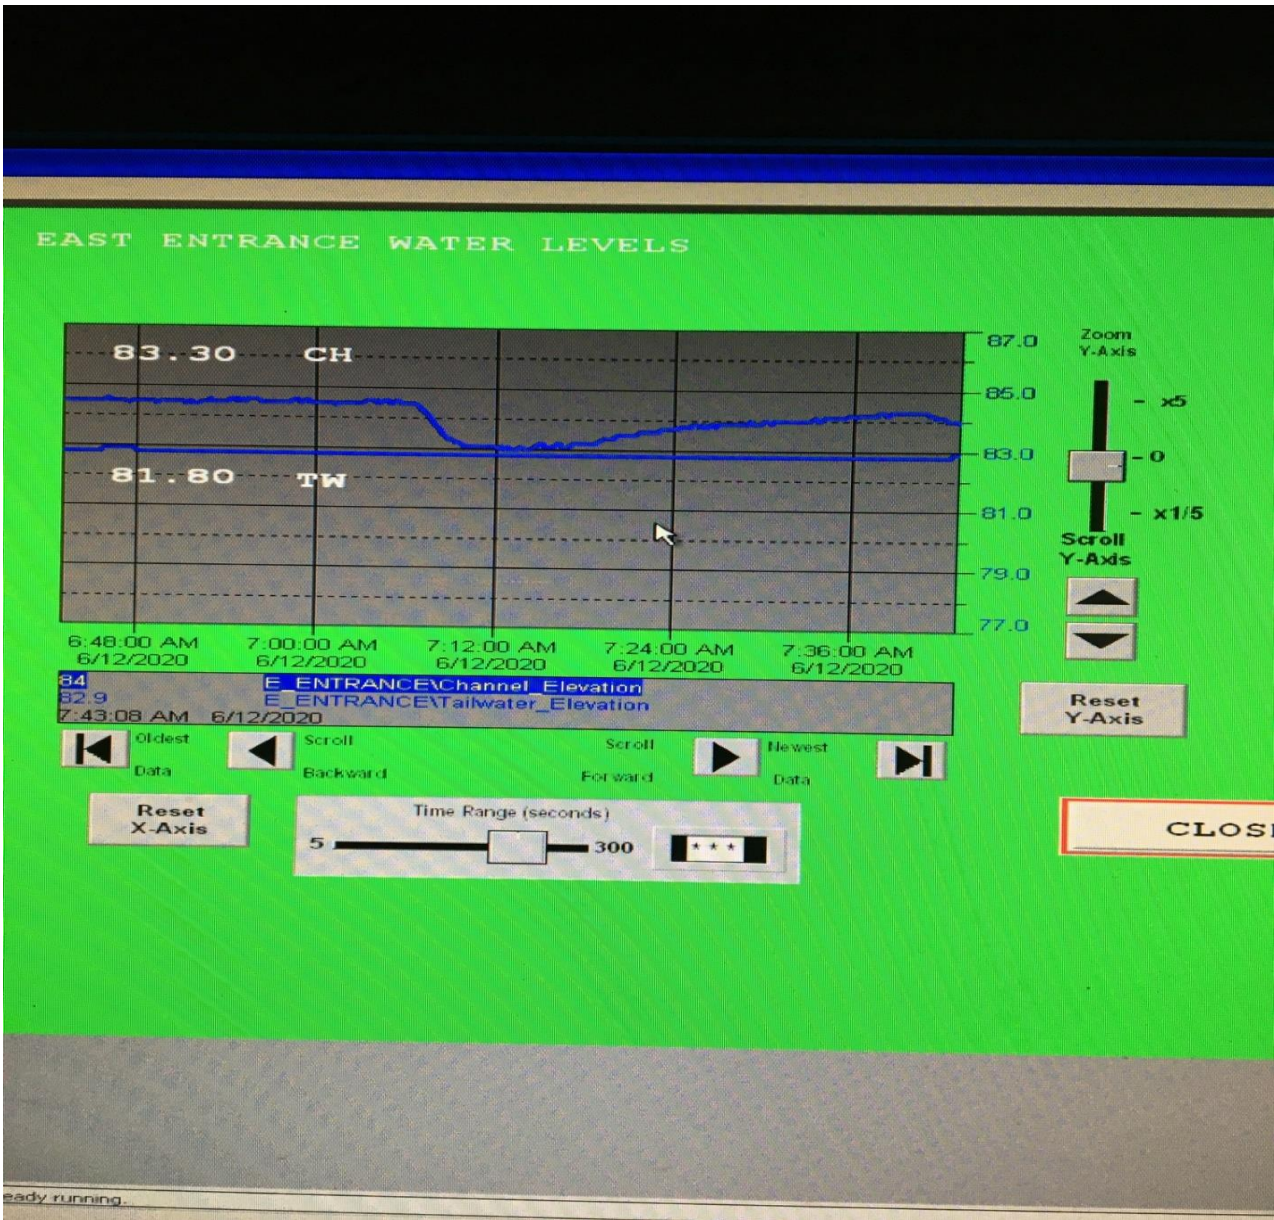 EAST ENTRANCE WATER LEVELS
83.30 CH
81.80 TW
87.0
85.0
83.0
81.0
79.0
77.0
Zoom
Y-Axis
x5
0
x1/5
Scroll
Y-Axis
6:48:00 AM 7:00:00 AM 7:12:00 AM 7:24:00 AM 7:36:00 AM
6/12/2020 6/12/2020 6/12/2020 6/12/2020 6/12/2020
84 E_ENTRANCE\Channel_Elevation
82.9 E_ENTRANCE\Tailwater_Elevation
7:43:08 AM 6/12/2020
Reset
Y-Axis
Oldest
Data
Scroll
Backward
Scroll
Forward
Newest
Data
Reset
X-Axis
Time Range (seconds)
5 300 ***
CLOS
eady running.